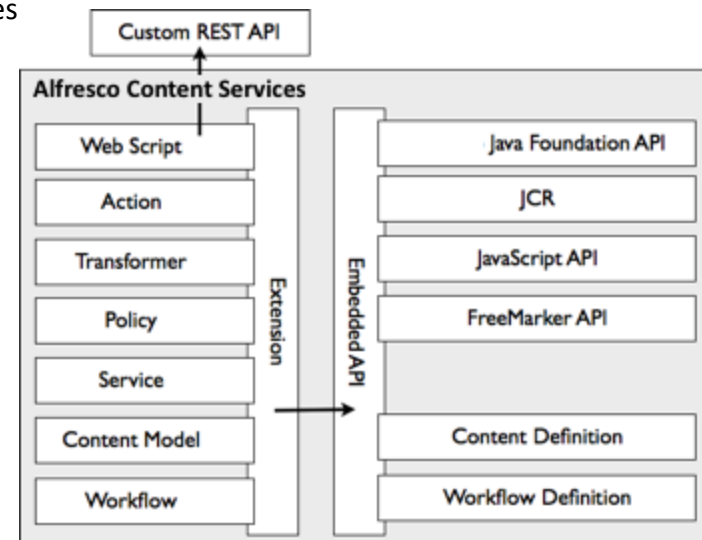 es
Custom REST API
Alfresco Content Services
Web Script
Action
Transformer
Policy
Service
Content Model
Workflow
Extension
Embedded API
Java Foundation API
JCR
JavaScript API
FreeMarker API
Content Definition
Workflow Definition